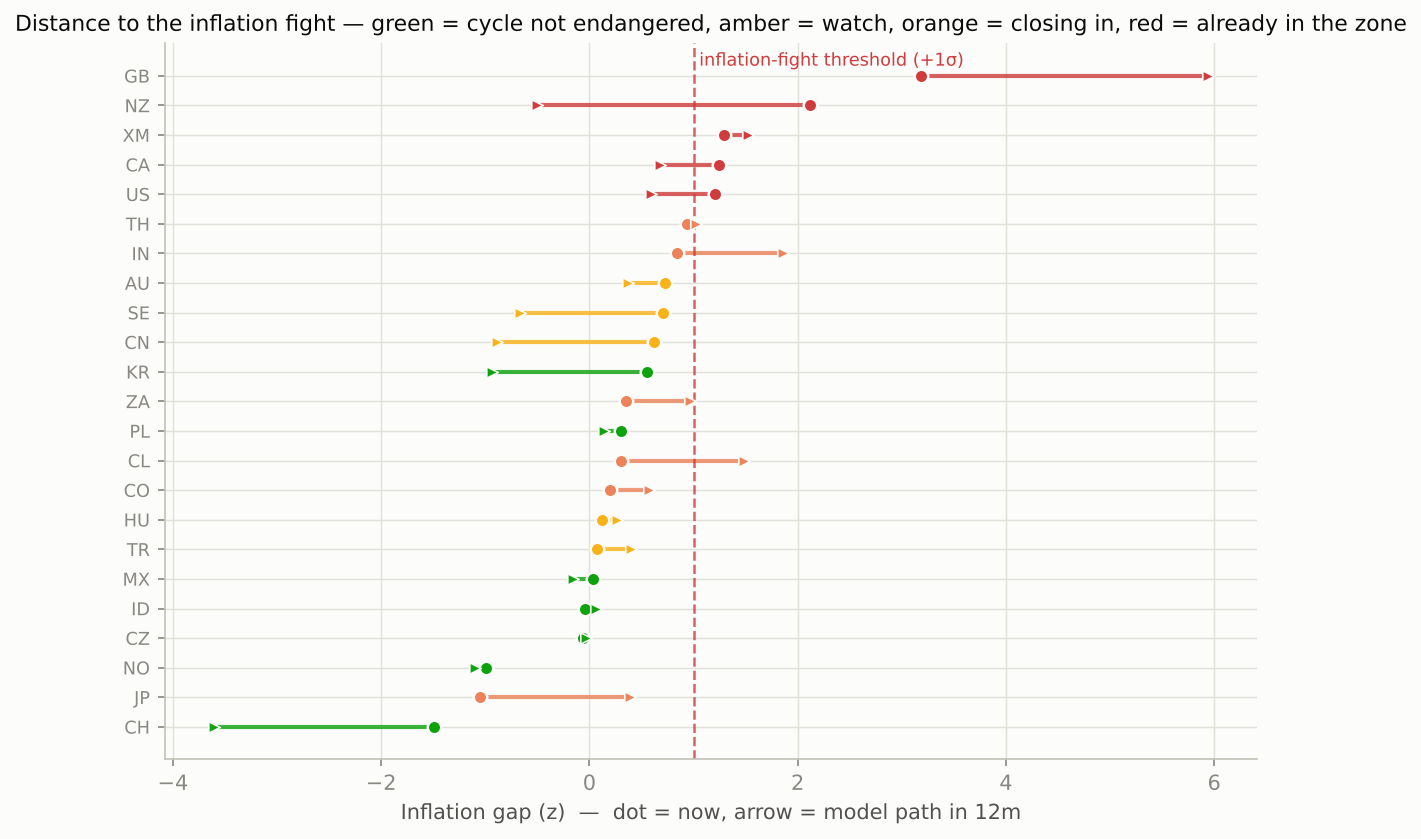 Distance to the inflation fight — green = cycle not endangered, amber = watch, orange = closing in, red = already in the zone
inflation-fight threshold (+1σ)
GB
NZ
XM
CA
US
TH
IN
AU
SE
CN
KR
ZA
PL
CL
CO
HU
TR
MX
ID
CZ
NO
JP
CH
−4 −2 0 2 4 6
Inflation gap (z) — dot = now, arrow = model path in 12m